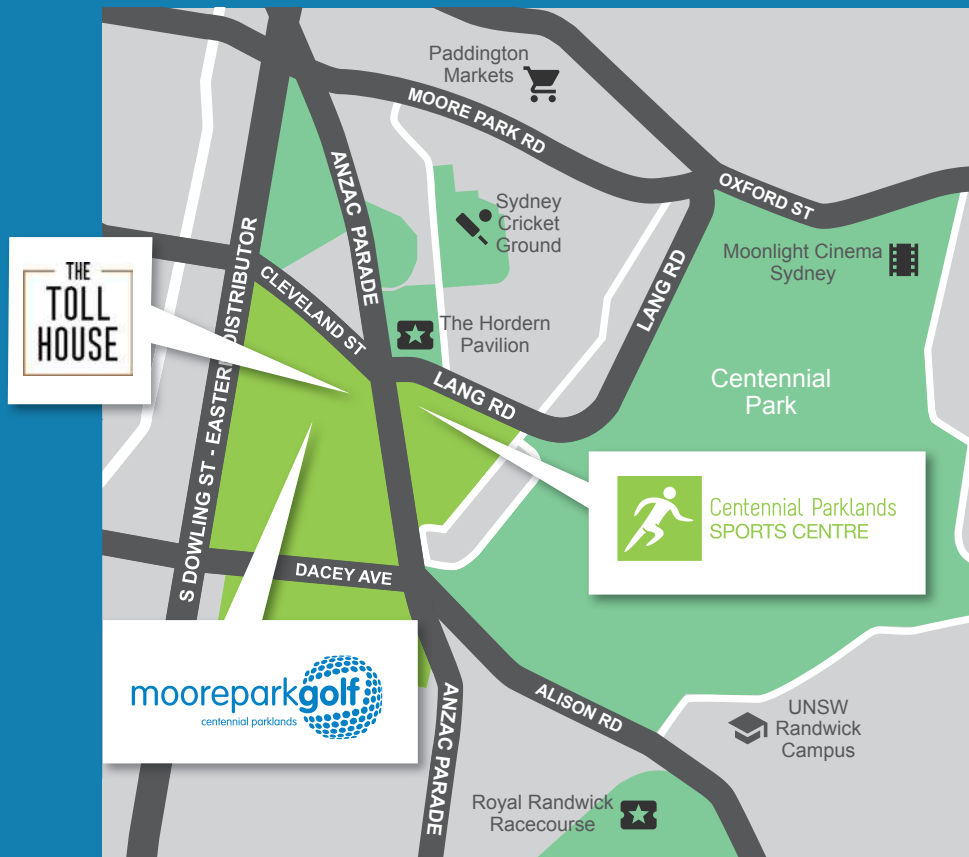 Paddington
Markets
MOORE PARK RD
OXFORD ST
ANZAC PARADE
Sydney
Cricket
Ground
LANG RD
Moonlight Cinema
Sydney
THE
TOLL
HOUSE
CLEVELAND ST
S DOWLING ST - EASTERN DISTRIBUTOR
The Hordern
Pavilion
LANG RD
Centennial
Park
Centennial Parklands
SPORTS CENTRE
DACEY AVE
mooreparkgolf
centennial parklands
ANZAC PARADE
ALISON RD
UNSW
Randwick
Campus
Royal Randwick
Racecourse